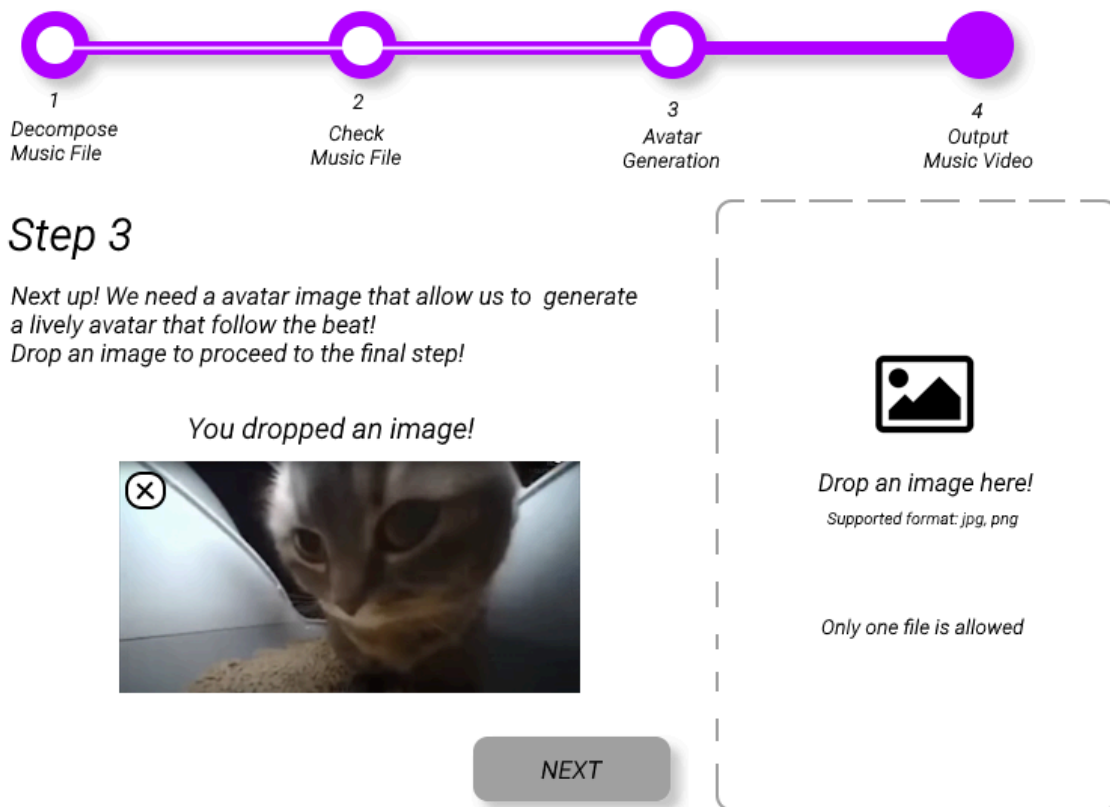 1
Decompose
Music File
2
Check
Music File
3
Avatar
Generation
4
Output
Music Video
Step 3
Next up! We need a avatar image that allow us to  generate
a lively avatar that follow the beat!
Drop an image to proceed to the final step!
You dropped an image!
NEXT
Drop an image here!
Supported format: jpg, png
Only one file is allowed